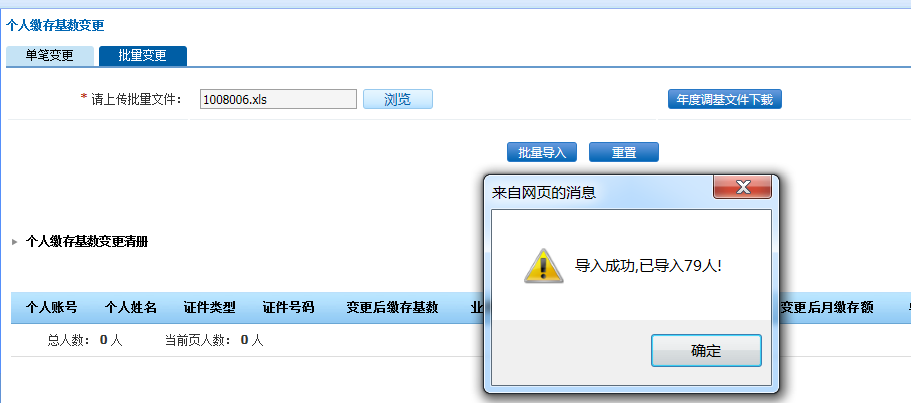 个人缴存基数变更
单笔变更 批量变更
* 请上传批量文件： 1008006.xls 浏览 年度调基文件下载
批量导入 重置
来自网页的消息
导入成功,已导入79人!
确定
个人缴存基数变更清册
个人账号 个人姓名 证件类型 证件号码 变更后缴存基数 业 变更后月缴存额
总人数： 0 人 当前页人数： 0 人